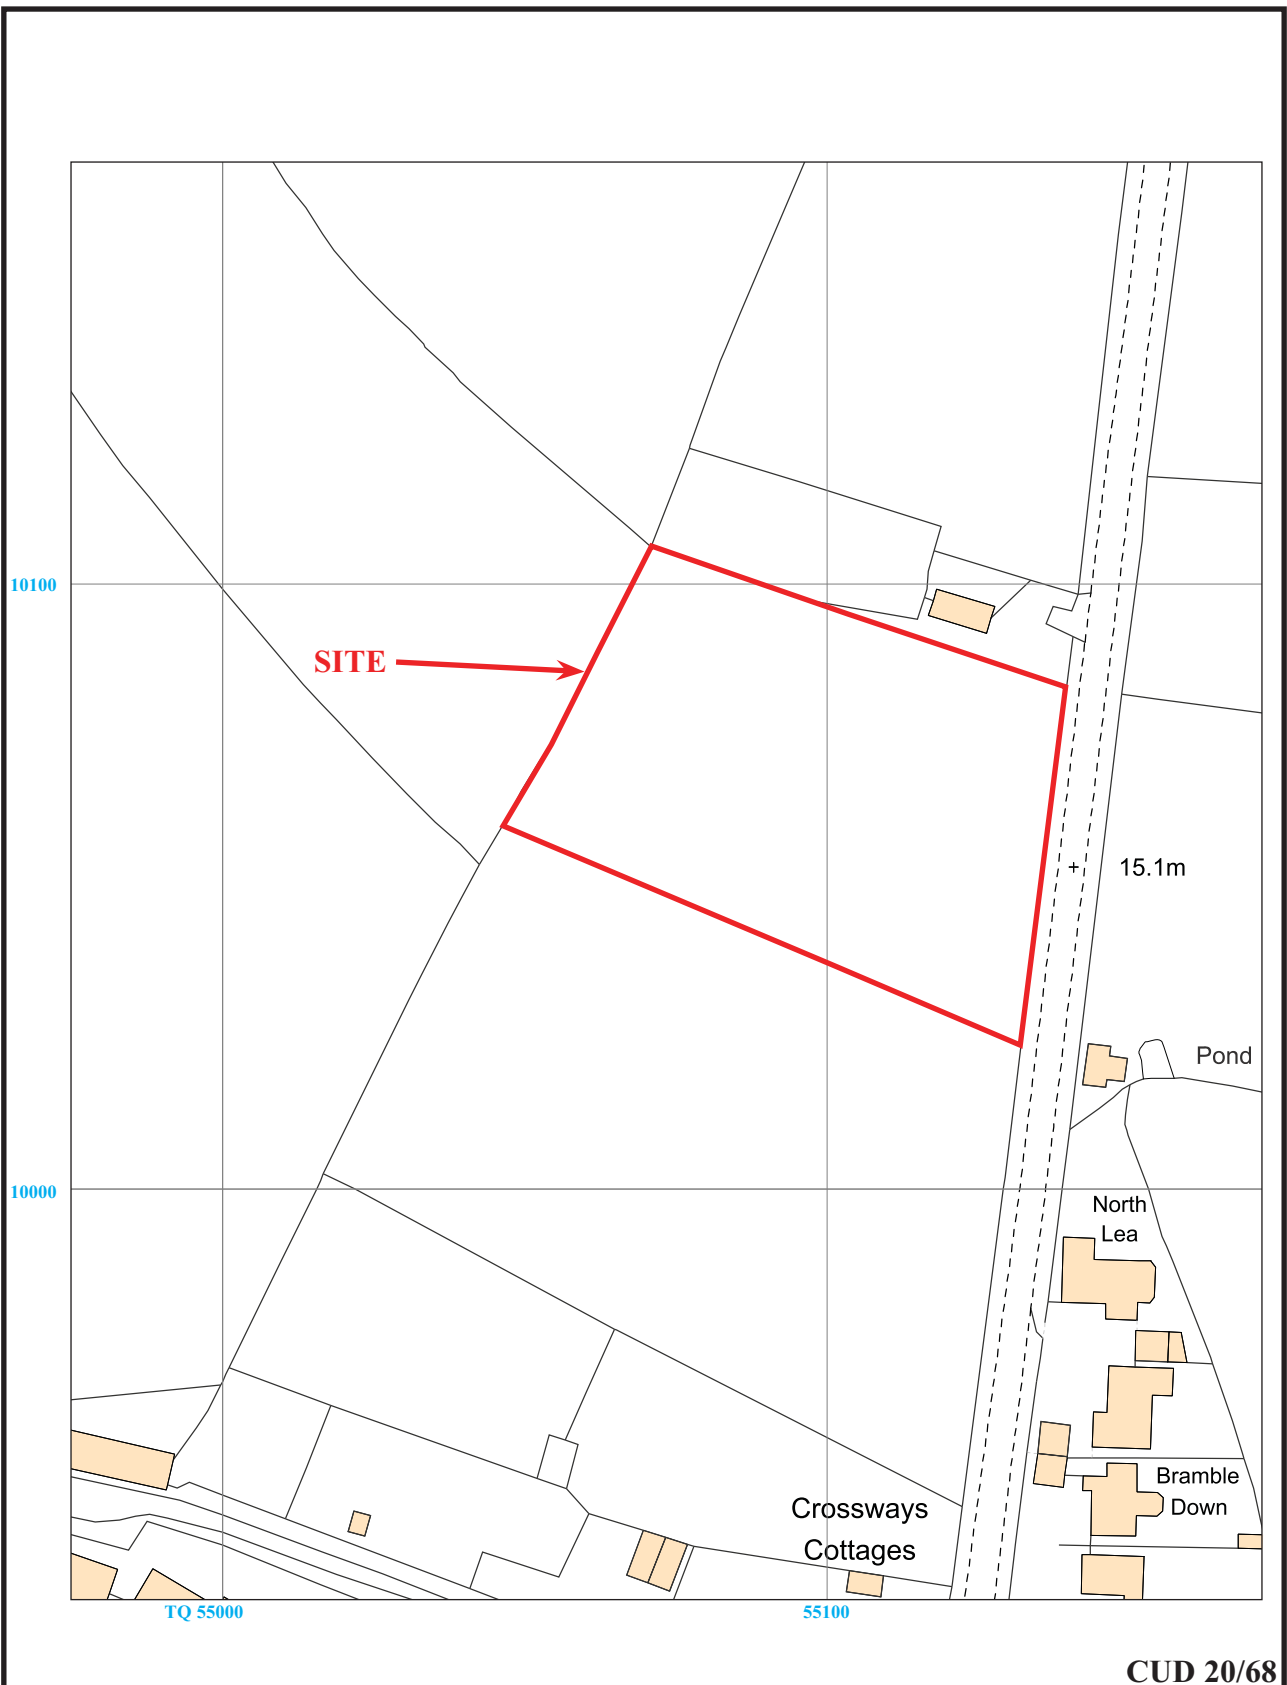 10100
SITE
+ 15.1m
Pond
10000
North
Lea
Bramble
Down
Crossways
Cottages
TQ 55000
55100
CUD 20/68